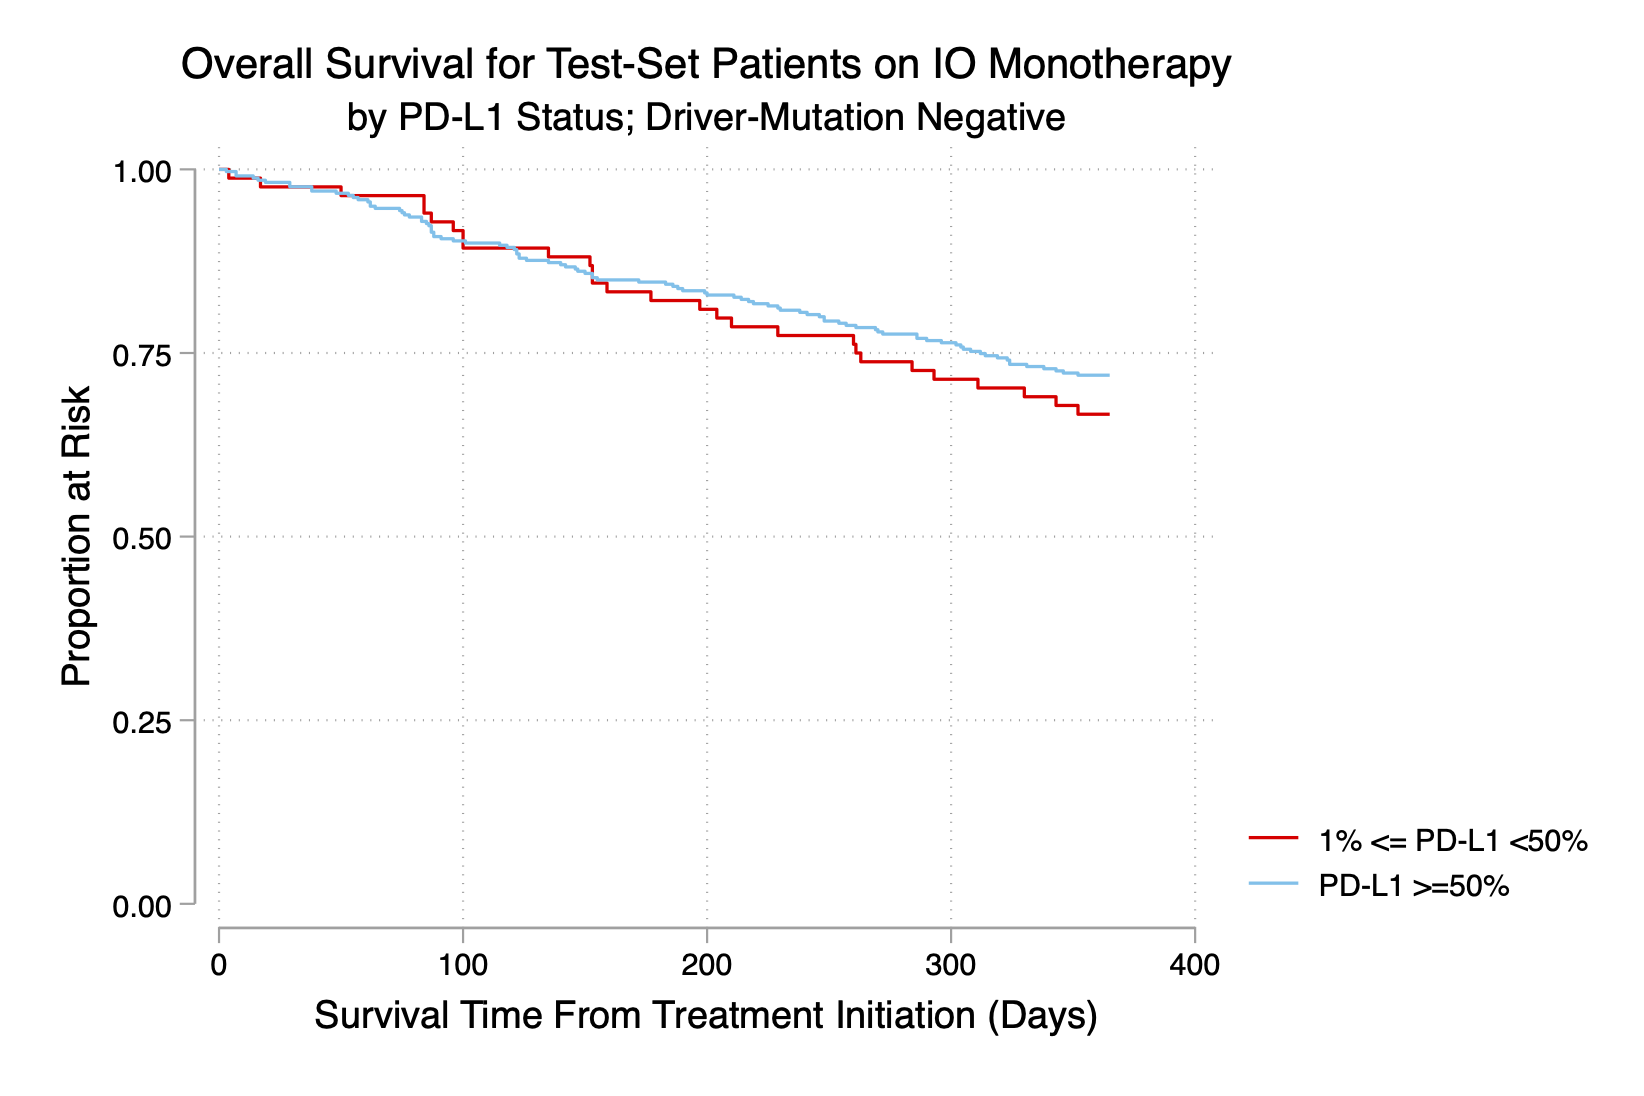 Overall Survival for Test-Set Patients on IO Monotherapy
by PD-L1 Status; Driver-Mutation Negative
Proportion at Risk
1.00
0.75
0.50
0.25
0.00
0 100 200 300 400
Survival Time From Treatment Initiation (Days)
1% <= PD-L1 <50%
PD-L1 >=50%